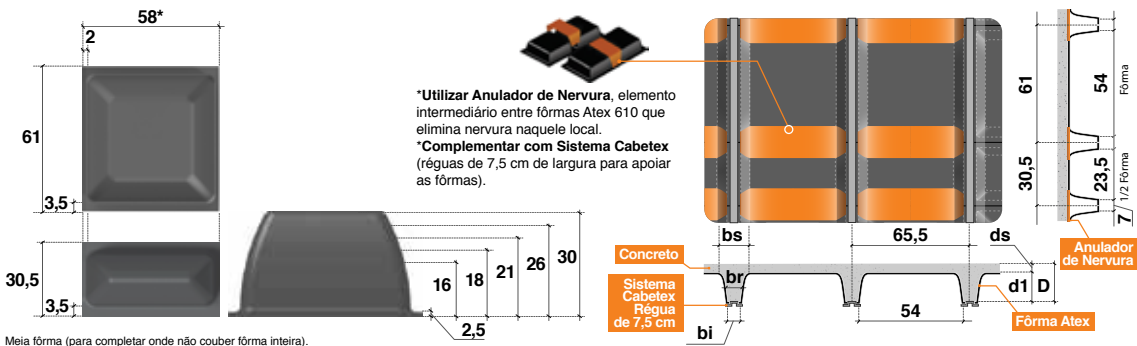 58*
2
61
3,5
30,5
3,5
Meia fôrma (para completar onde não couber fôrma inteira).
16
18
21
26
30
2,5
*Utilizar Anulador de Nervura, elemento
intermediário entre fôrmas Atex 610 que
elimina nervura naquele local.
*Complementar com Sistema Cabetex
(réguas de 7,5 cm de largura para apoiar
as fôrmas).
61
54
Fôrma
30,5
23,5
1/2 Fôrma
7
Anulador
de Nervura
bs
65,5
ds
Concreto
br
d1
D
Sistema
Cabetex
Régua
de 7,5 cm
bi
54
Fôrma Atex